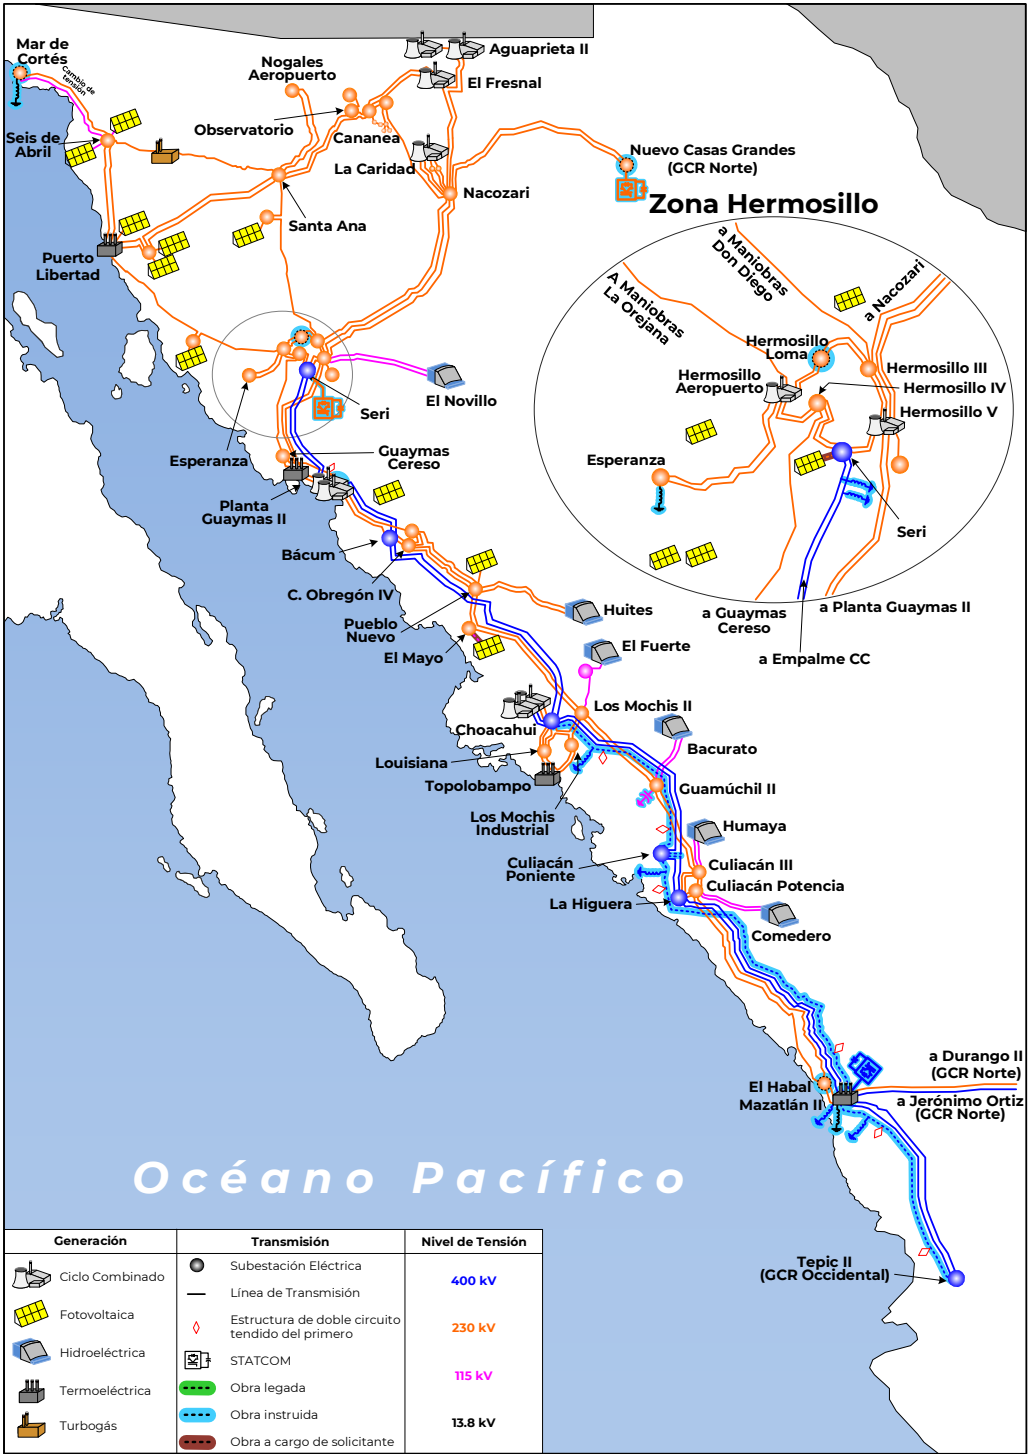 Mar de
Cortés
Cambio de
tensión
Nogales
Aeropuerto
Aguaprieta II
El Fresnal
Observatorio
Cananea
Seis de
Abril
La Caridad
Nuevo Casas Grandes
(GCR Norte)
Nacozari
Santa Ana
Puerto
Libertad
Zona Hermosillo
a Maniobras
Don Diego
A Maniobras
La Orejana
a Nacozari
Hermosillo
Loma
Hermosillo III
Hermosillo
Aeropuerto
Hermosillo IV
Hermosillo V
Esperanza
Seri
a Guaymas
Cereso
a Planta Guaymas II
a Empalme CC
El Novillo
Seri
Esperanza
Guaymas
Cereso
Planta
Guaymas II
Bácum
C. Obregón IV
Pueblo
Nuevo
Huites
El Mayo
El Fuerte
Los Mochis II
Choacahui
Bacurato
Louisiana
Topolobampo
Guamúchil II
Los Mochis
Industrial
Humaya
Culiacán
Poniente
Culiacán III
Culiacán Potencia
La Higuera
Comedero
a Durango II
(GCR Norte)
El Habal
Mazatlán II
a Jerónimo Ortiz
(GCR Norte)
Océano Pacífico
Tepic II
(GCR Occidental)
Generación
Transmisión
Nivel de Tensión
Ciclo Combinado
Fotovoltaica
Hidroeléctrica
Termoeléctrica
Turbogás
Subestación Eléctrica
Línea de Transmisión
Estructura de doble circuito
tendido del primero
STATCOM
Obra legada
Obra instruida
Obra a cargo de solicitante
400 kV
230 kV
115 kV
13.8 kV